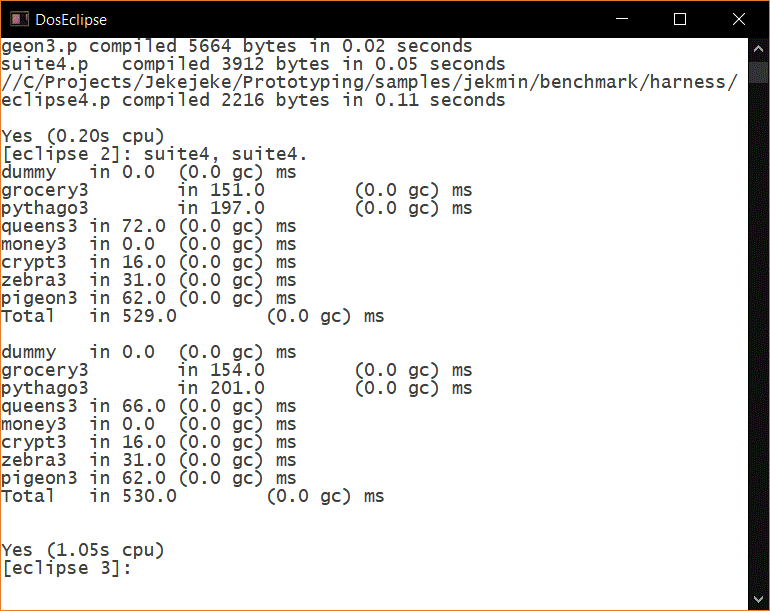 DosEclipse
geon3.p compiled 5664 bytes in 0.02 seconds
suite4.p   compiled 3912 bytes in 0.05 seconds
//C/Projects/Jekejeke/Prototyping/samples/jekmin/benchmark/harness/
eclipse4.p compiled 2216 bytes in 0.11 seconds

Yes (0.20s cpu)
[eclipse 2]: suite4, suite4.
dummy   in 0.0  (0.0 gc) ms
grocery3        in 151.0        (0.0 gc) ms
pythago3        in 197.0        (0.0 gc) ms
queens3 in 72.0 (0.0 gc) ms
money3  in 0.0  (0.0 gc) ms
crypt3  in 16.0 (0.0 gc) ms
zebra3  in 31.0 (0.0 gc) ms
pigeon3 in 62.0 (0.0 gc) ms
Total   in 529.0        (0.0 gc) ms

dummy   in 0.0  (0.0 gc) ms
grocery3        in 154.0        (0.0 gc) ms
pythago3        in 201.0        (0.0 gc) ms
queens3 in 66.0 (0.0 gc) ms
money3  in 0.0  (0.0 gc) ms
crypt3  in 16.0 (0.0 gc) ms
zebra3  in 31.0 (0.0 gc) ms
pigeon3 in 62.0 (0.0 gc) ms
Total   in 530.0        (0.0 gc) ms

Yes (1.05s cpu)
[eclipse 3]: